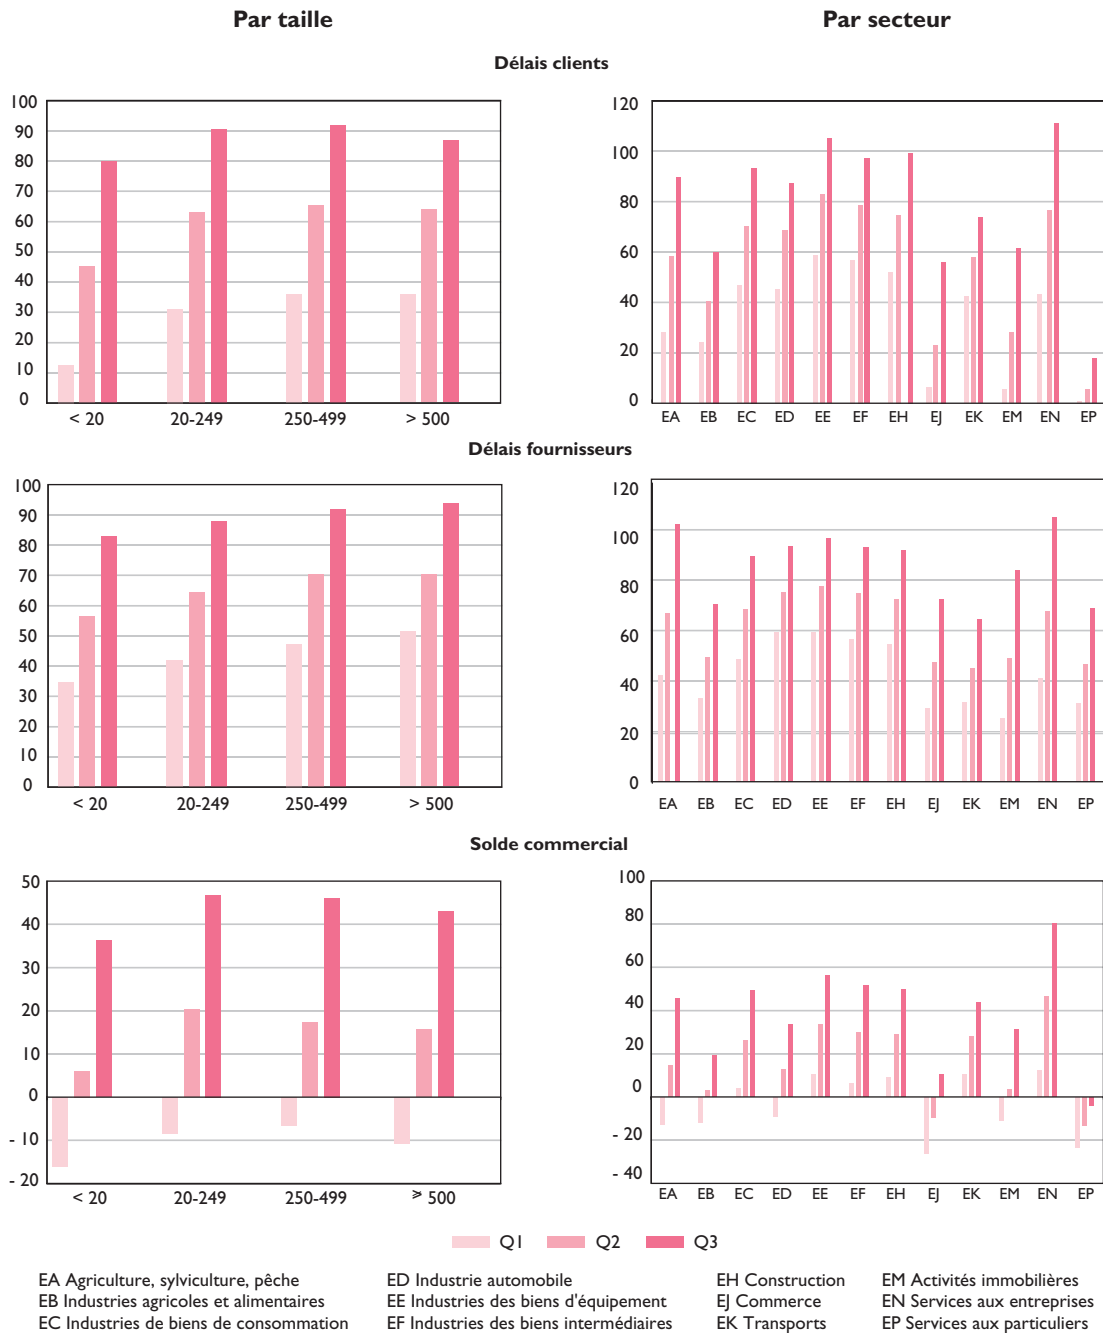 Par taille
Par secteur
Délais clients
100
90
80
70
60
50
40
30
20
10
0
< 20 20-249 250-499 > 500
120
100
80
60
40
20
0
EA EB EC ED EE EF EH EJ EK EM EN EP
Délais fournisseurs
100
90
80
70
60
50
40
30
20
10
0
< 20 20-249 250-499 > 500
120
100
80
60
40
20
0
EA EB EC ED EE EF EH EJ EK EM EN EP
Solde commercial
50
40
30
20
10
0
- 10
- 20
< 20 20-249 250-499 ⩾ 500
100
80
60
40
20
0
- 20
- 40
EA EB EC ED EE EF EH EJ EK EM EN EP
Q1 Q2 Q3
EA Agriculture, sylviculture, pêche
EB Industries agricoles et alimentaires
EC Industries de biens de consommation
ED Industrie automobile
EE Industries des biens d'équipement
EF Industries des biens intermédiaires
EH Construction
EJ Commerce
EK Transports
EM Activités immobilières
EN Services aux entreprises
EP Services aux particuliers